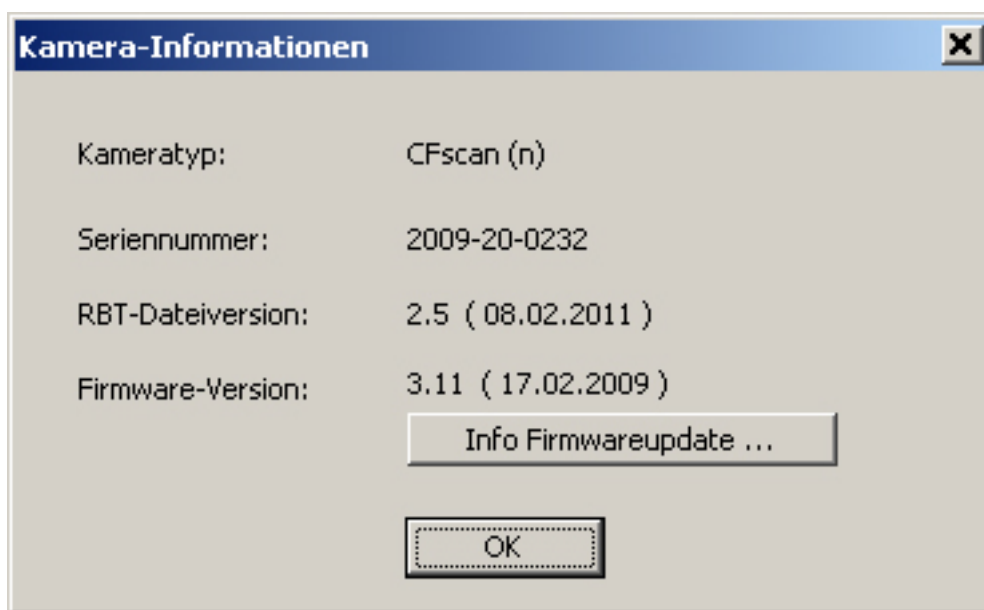 Kamera-Informationen
Kameratyp: CFscan (n)
Seriennummer: 2009-20-0232
RBT-Dateiversion: 2.5 ( 08.02.2011 )
Firmware-Version: 3.11 ( 17.02.2009 )
Info Firmwareupdate ...
OK